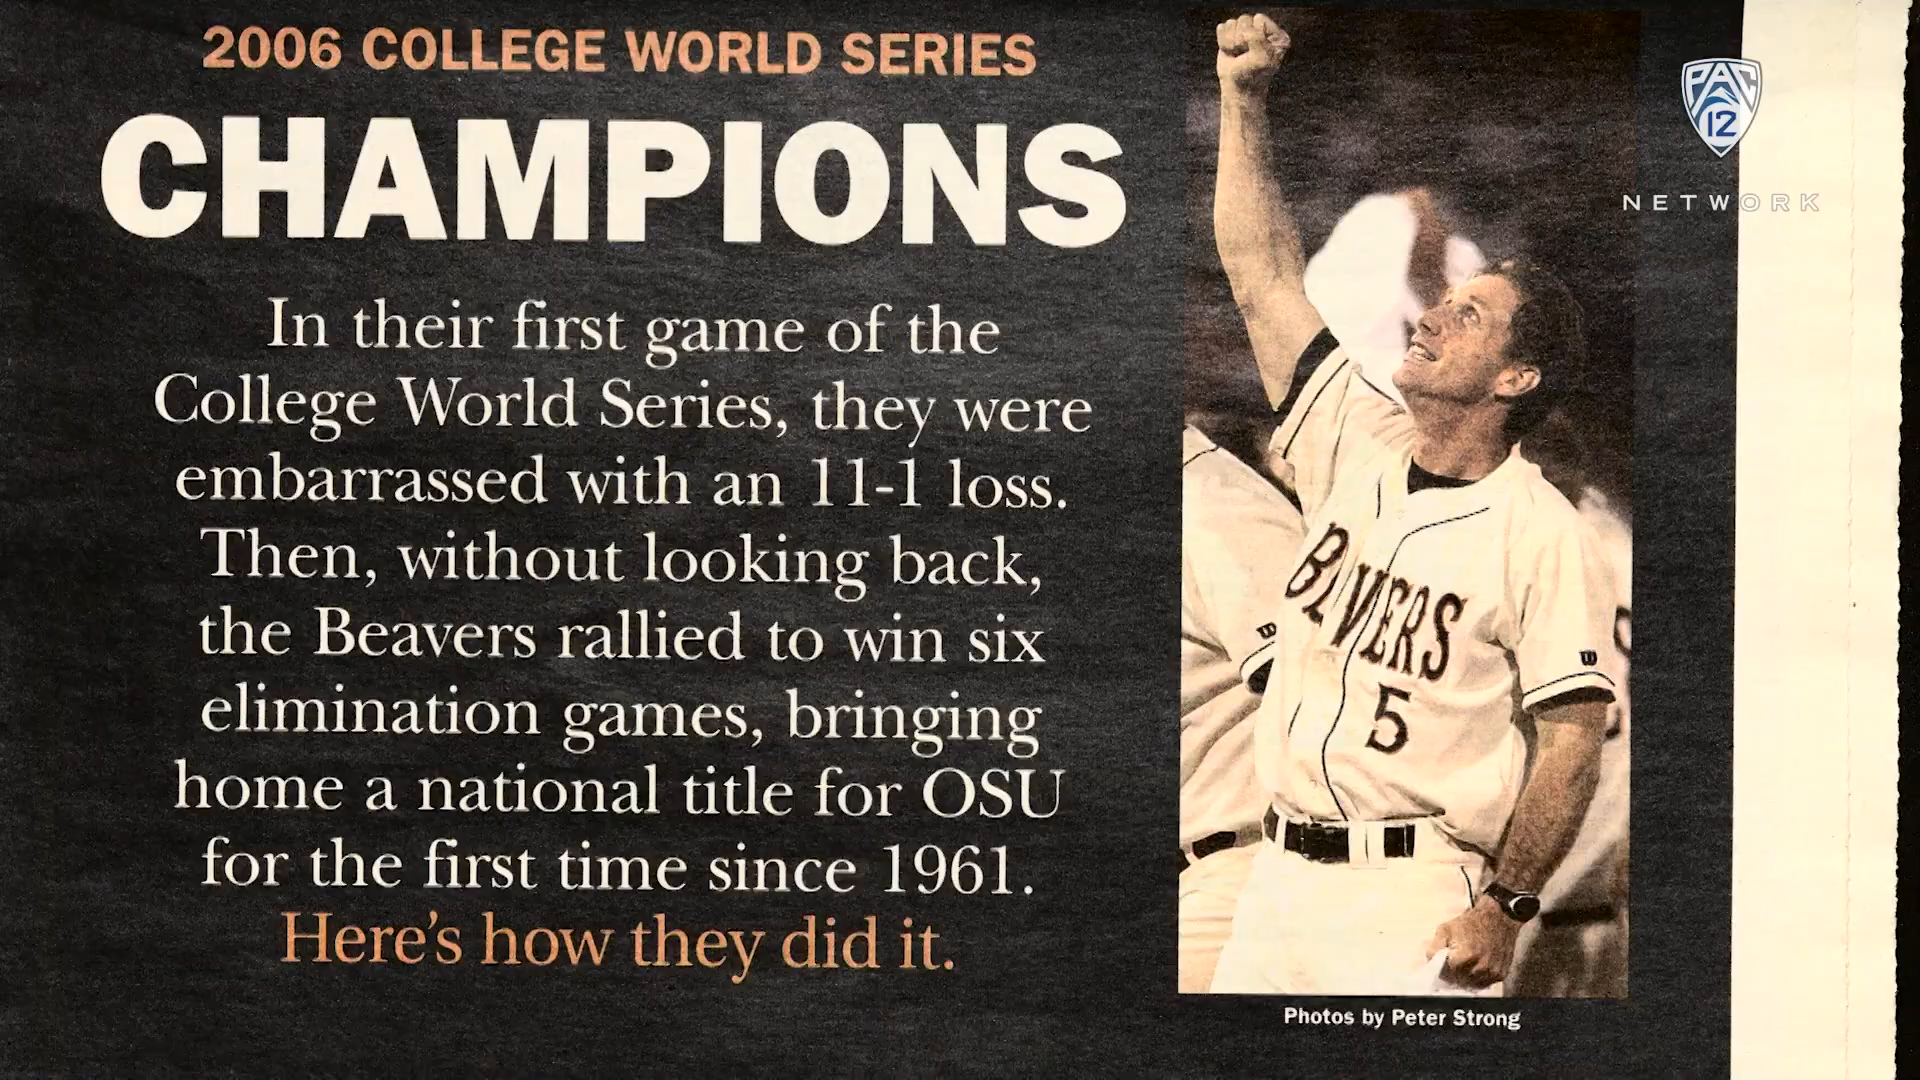 2006 COLLEGE WORLD SERIES
CHAMPIONS
In their first game of the
College World Series, they were
embarrassed with an 11-1 loss.
Then, without looking back,
the Beavers rallied to win six
elimination games, bringing
home a national title for OSU
for the first time since 1961.
Here's how they did it.
BEAVERS
5
Photos by Peter Strong
PAC
12
NETWORK